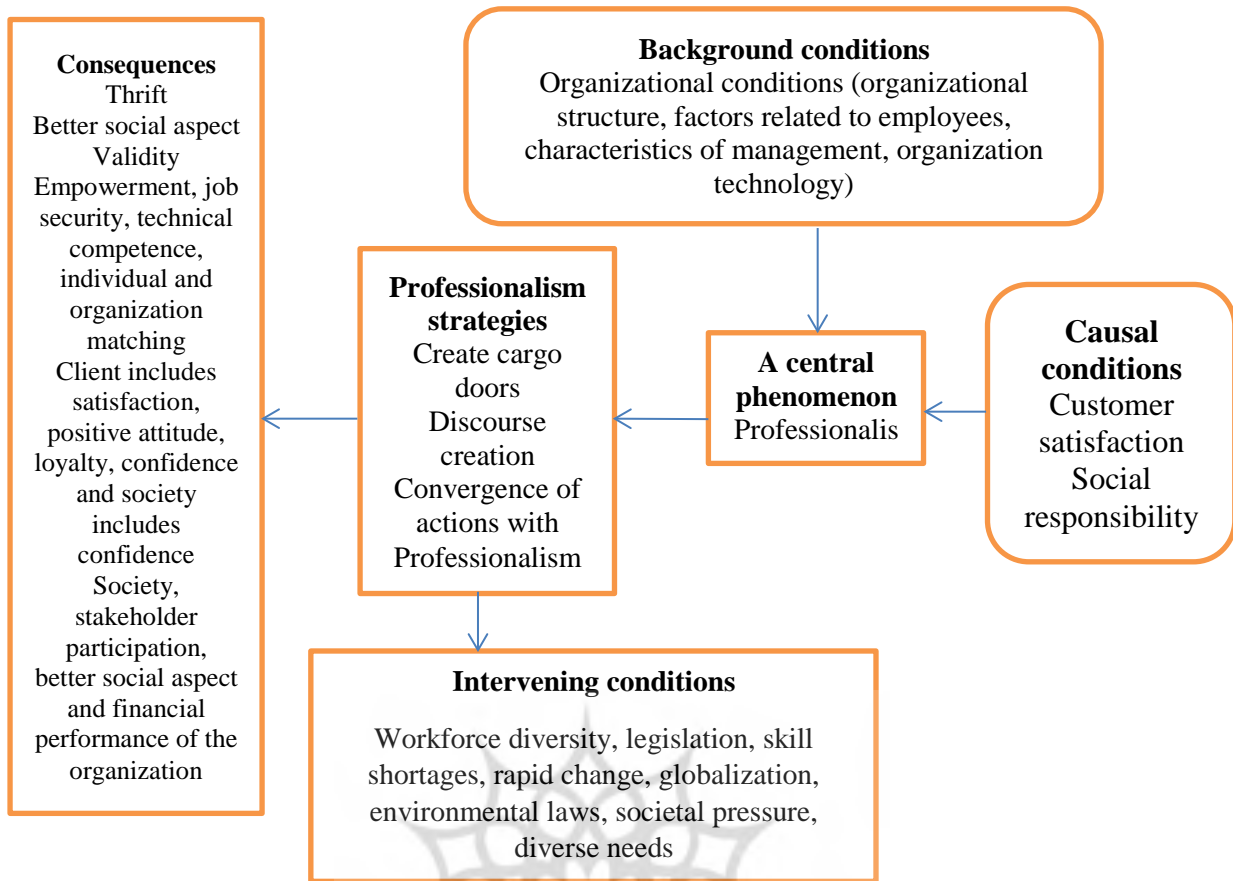 Consequences
Thrift
Better social aspect
Validity
Empowerment, job
security, technical
competence,
individual and
organization
matching
Client includes
satisfaction,
positive attitude,
loyalty, confidence
and society
includes
confidence
Society,
stakeholder
participation,
better social aspect
and financial
performance of the
organization
Background conditions
Organizational conditions (organizational
structure, factors related to employees,
characteristics of management, organization
technology)
Professionalism
strategies
Create cargo
doors
Discourse
creation
Convergence of
actions with
Professionalism
A central
phenomenon
Professionalis
Causal
conditions
Customer
satisfaction
Social
responsibility
Intervening conditions
Workforce diversity, legislation, skill
shortages, rapid change, globalization,
environmental laws, societal pressure,
diverse needs